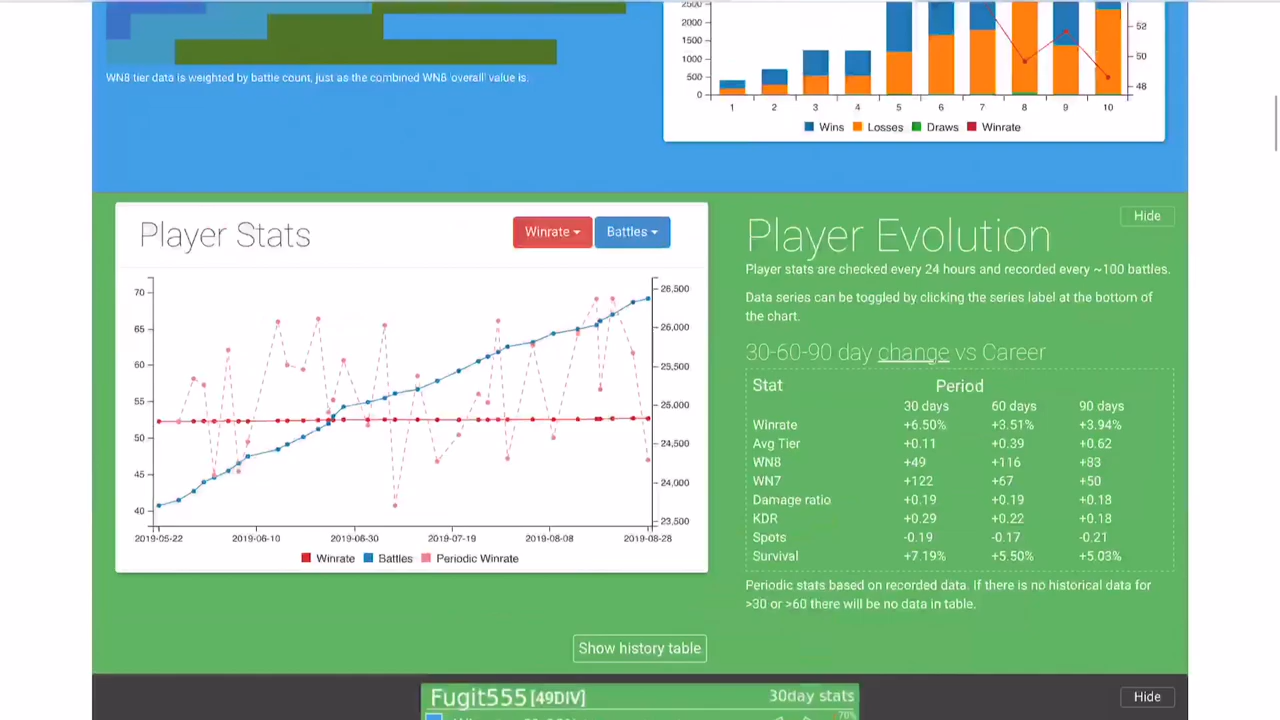 WN8 tier data is weighted by battle count, just as the combined WN8 'overall' value is.
2500
2000
1500
1000
500
0
52
50
48
1 2 3 4 5 6 7 8 9 10
Wins Losses Draws Winrate
Player Stats
Winrate Battles
70
65
60
55
50
45
40
26,500
26,000
25,500
25,000
24,500
24,000
23,500
2019-05-22 2019-06-10 2019-06-30 2019-07-19 2019-08-08 2019-08-28
Winrate Battles Periodic Winrate
Hide
Player Evolution
Player stats are checked every 24 hours and recorded every ~100 battles.
Data series can be toggled by clicking the series label at the bottom of
the chart.
30-60-90 day change vs Career
Stat Period
30 days 60 days 90 days
Winrate +6.50% +3.51% +3.94%
Avg Tier +0.11 +0.39 +0.62
WN8 +49 +116 +83
WN7 +122 +67 +50
Damage ratio +0.19 +0.19 +0.18
KDR +0.29 +0.22 +0.18
Spots -0.19 -0.17 -0.21
Survival +7.19% +5.50% +5.03%
Periodic stats based on recorded data. If there is no historical data for
>30 or >60 there will be no data in table.
Show history table
Fugit555 [49DIV] 30day stats
Hide
70%